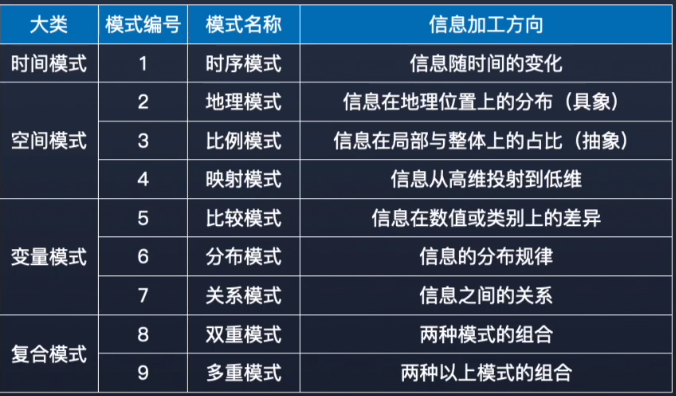 大类 模式编号 模式名称 信息加工方向
时间模式 1 时序模式 信息随时间的变化
空间模式 2 地理模式 信息在地理位置上的分布（具象）
3 比例模式 信息在局部与整体上的占比（抽象）
4 映射模式 信息从高维投射到低维
变量模式 5 比较模式 信息在数值或类别上的差异
6 分布模式 信息的分布规律
7 关系模式 信息之间的关系
复合模式 8 双重模式 两种模式的组合
9 多重模式 两种以上模式的组合